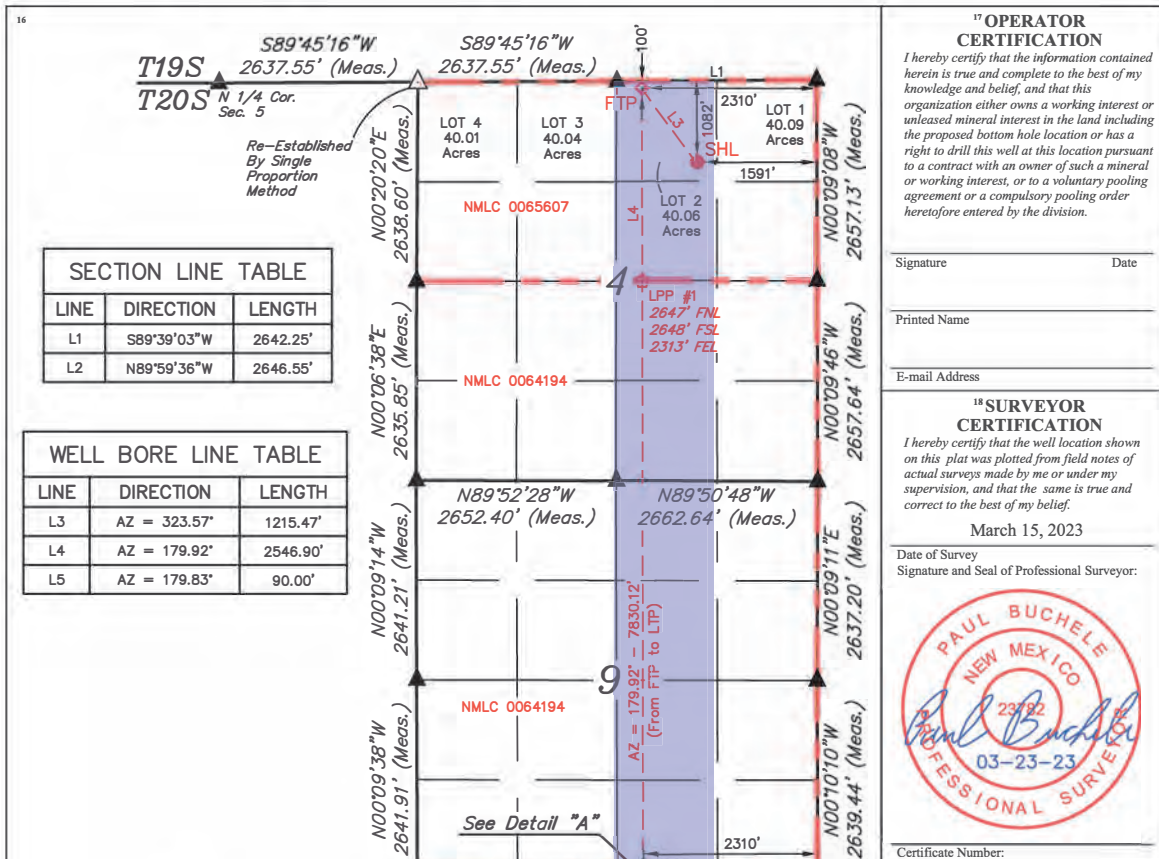 16
S89°45'16"W
2637.55' (Meas.)
S89°45'16"W
2637.55' (Meas.)
100'
T19S
T20S
N 1/4 Cor.
Sec. 5
L1
FTP
2310'
LOT 4
40.01
Acres
LOT 3
40.04
Acres
LOT 1
40.09
Arces
L3
1082'
SHL
1591'
Re-Established
By Single
Proportion
Method
N00°20'20"E
2638.60' (Meas.)
N00°09'08"W
2657.13' (Meas.)
NMLC 0065607
L4
LOT 2
40.06
Acres
SECTION LINE TABLE
LINE DIRECTION LENGTH
L1 S89°39'03"W 2642.25'
L2 N89°59'36"W 2646.55'
4
LPP #1
2647' FNL
2648' FSL
2313' FEL
N00°06'38"E
2635.85' (Meas.)
NMLC 0064194
N00°09'46"W
2657.64' (Meas.)
WELL BORE LINE TABLE
LINE DIRECTION LENGTH
L3 AZ = 323.57° 1215.47'
L4 AZ = 179.92° 2546.90'
L5 AZ = 179.83° 90.00'
N89°52'28"W
2652.40' (Meas.)
N89°50'48"W
2662.64' (Meas.)
N00°09'14"W
2641.21' (Meas.)
N00°09'11"E
2637.20' (Meas.)
AZ = 179.92° - 7830.12'
(From FTP to LTP)
9
NMLC 0064194
N00°09'38"W
2641.91' (Meas.)
N00°10'10"W
2639.44' (Meas.)
See Detail "A"
2310'
17 OPERATOR
CERTIFICATION
I hereby certify that the information contained
herein is true and complete to the best of my
knowledge and belief, and that this
organization either owns a working interest or
unleased mineral interest in the land including
the proposed bottom hole location or has a
right to drill this well at this location pursuant
to a contract with an owner of such a mineral
or working interest, or to a voluntary pooling
agreement or a compulsory pooling order
heretofore entered by the division.
Signature Date
Printed Name
E-mail Address
18 SURVEYOR
CERTIFICATION
I hereby certify that the well location shown
on this plat was plotted from field notes of
actual surveys made by me or under my
supervision, and that the same is true and
correct to the best of my belief.
March 15, 2023
Date of Survey
Signature and Seal of Professional Surveyor:
PAUL BUCHELE
NEW MEXICO
23782
Paul Buchele
03-23-23
PROFESSIONAL SURVEYOR
Certificate Number: